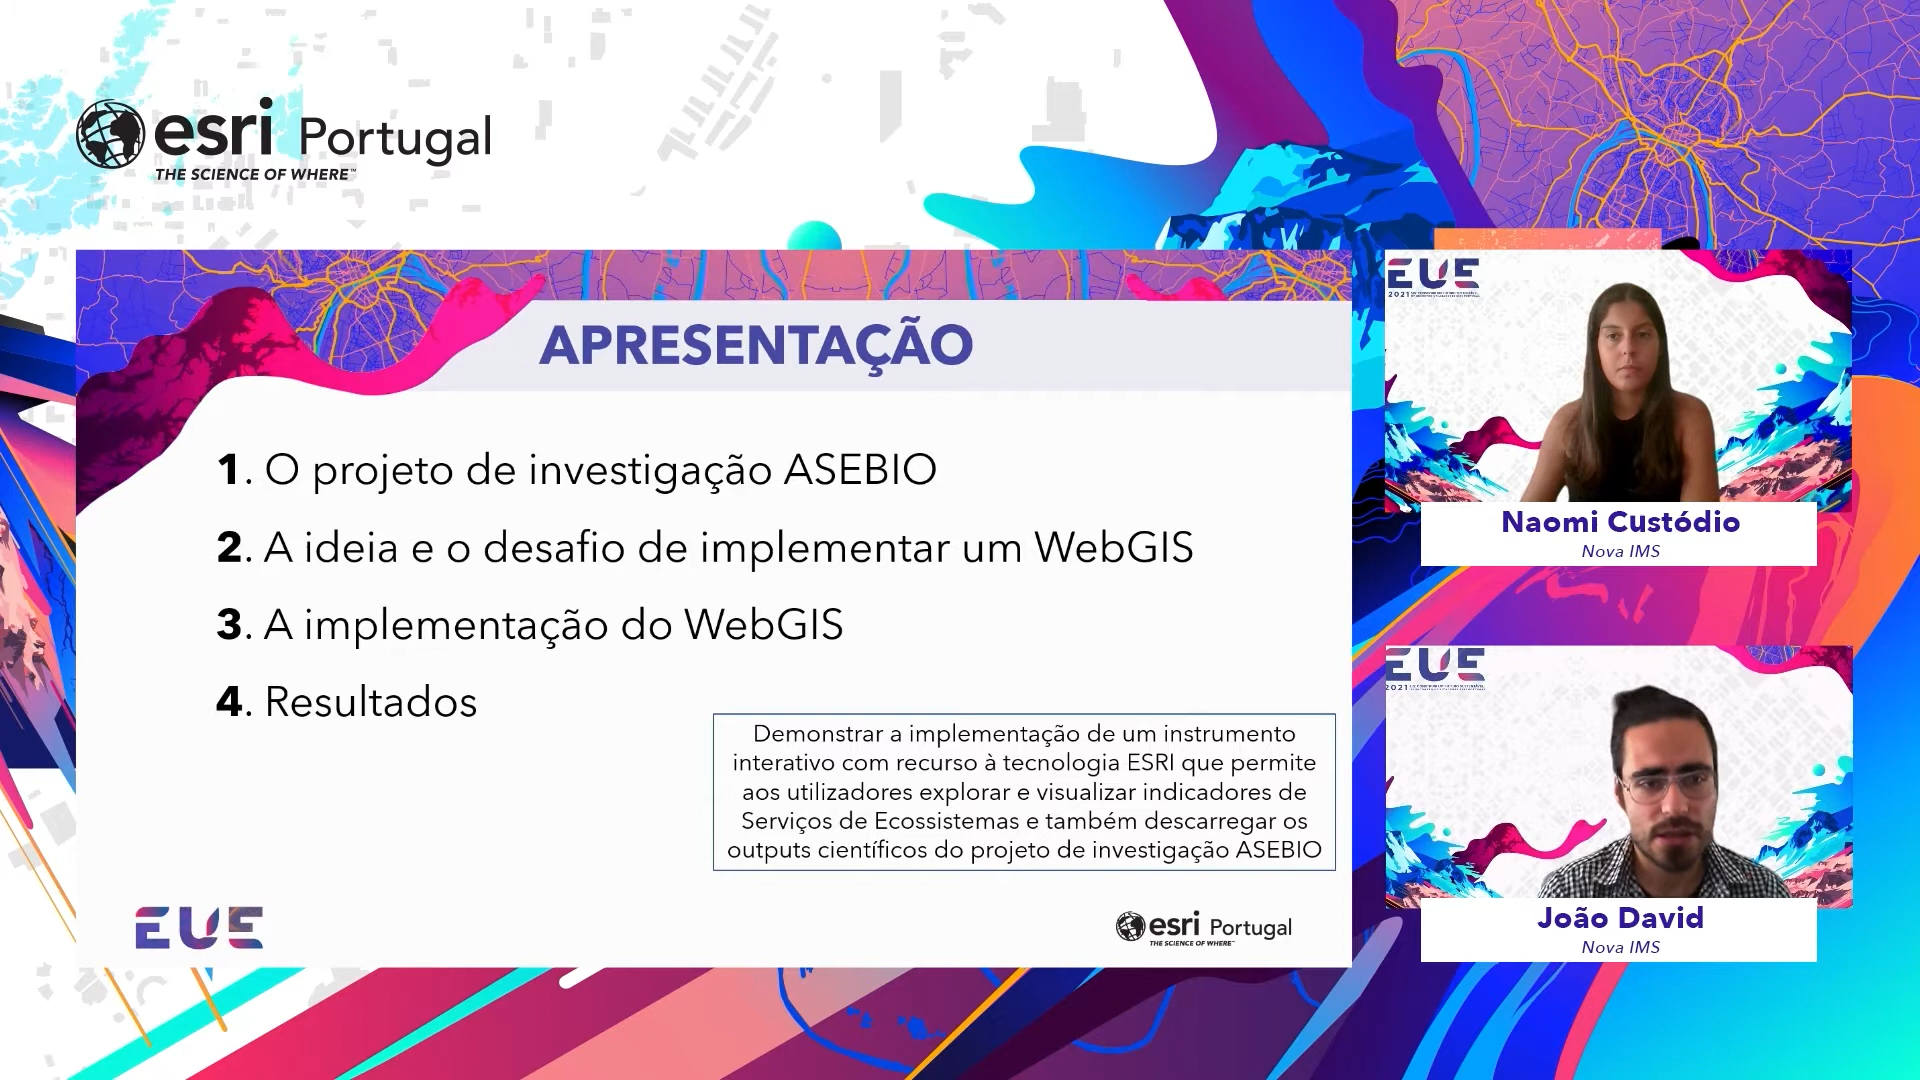 esri Portugal
THE SCIENCE OF WHERE™
APRESENTAÇÃO
1. O projeto de investigação ASEBIO
2. A ideia e o desafio de implementar um WebGIS
3. A implementação do WebGIS
4. Resultados
Demonstrar a implementação de um instrumento
interativo com recurso à tecnologia ESRI que permite
aos utilizadores explorar e visualizar indicadores de
Serviços de Ecossistemas e também descarregar os
outputs científicos do projeto de investigação ASEBIO
EUE
esri Portugal
THE SCIENCE OF WHERE™
EUE
2021
Naomi Custódio
Nova IMS
EUE
2021
João David
Nova IMS